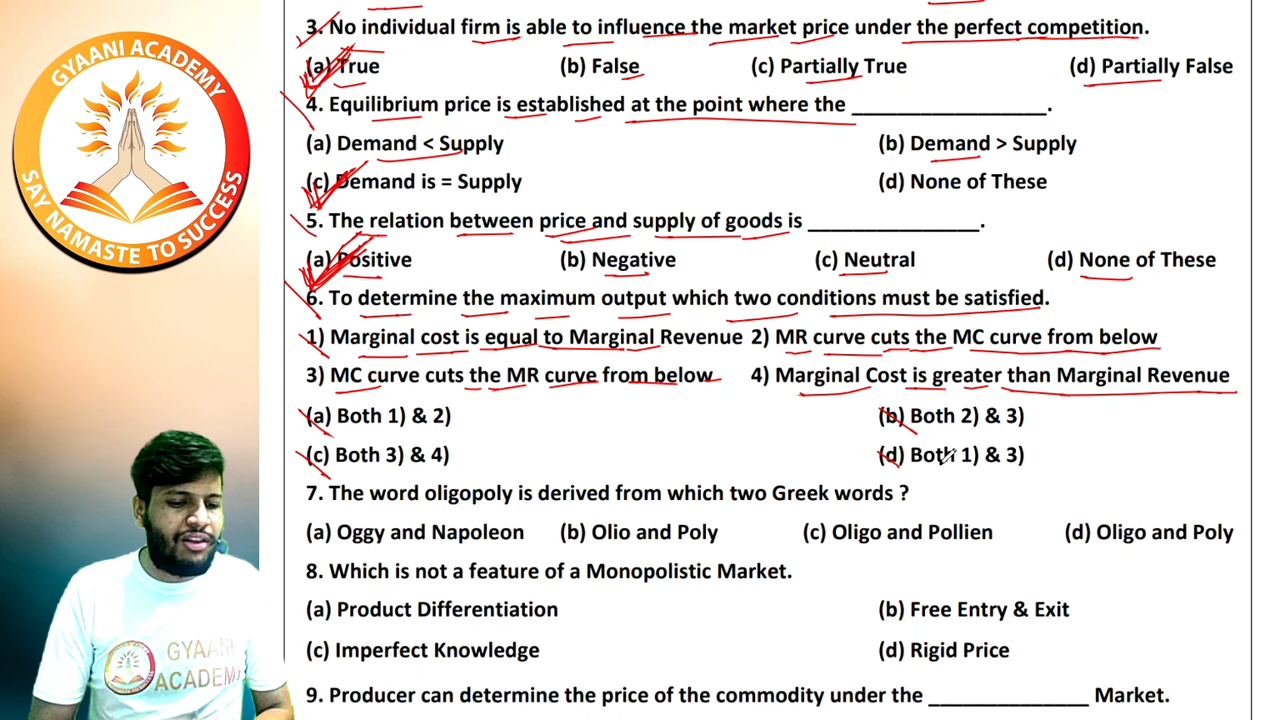 GYAANI ACADEMY
SAY NAMASTE TO SUCCESS
3. No individual firm is able to influence the market price under the perfect competition.
(a) True (b) False (c) Partially True (d) Partially False
4. Equilibrium price is established at the point where the _________________.
(a) Demand < Supply (b) Demand > Supply
(c) Demand is = Supply (d) None of These
5. The relation between price and supply of goods is _______________.
(a) Positive (b) Negative (c) Neutral (d) None of These
6. To determine the maximum output which two conditions must be satisfied.
1) Marginal cost is equal to Marginal Revenue 2) MR curve cuts the MC curve from below
3) MC curve cuts the MR curve from below 4) Marginal Cost is greater than Marginal Revenue
(a) Both 1) & 2) (b) Both 2) & 3)
(c) Both 3) & 4) (d) Both 1) & 3)
7. The word oligopoly is derived from which two Greek words ?
(a) Oggy and Napoleon (b) Olio and Poly (c) Oligo and Pollien (d) Oligo and Poly
8. Which is not a feature of a Monopolistic Market.
(a) Product Differentiation (b) Free Entry & Exit
(c) Imperfect Knowledge (d) Rigid Price
9. Producer can determine the price of the commodity under the ______________ Market.
GYAANI
ACADEMY